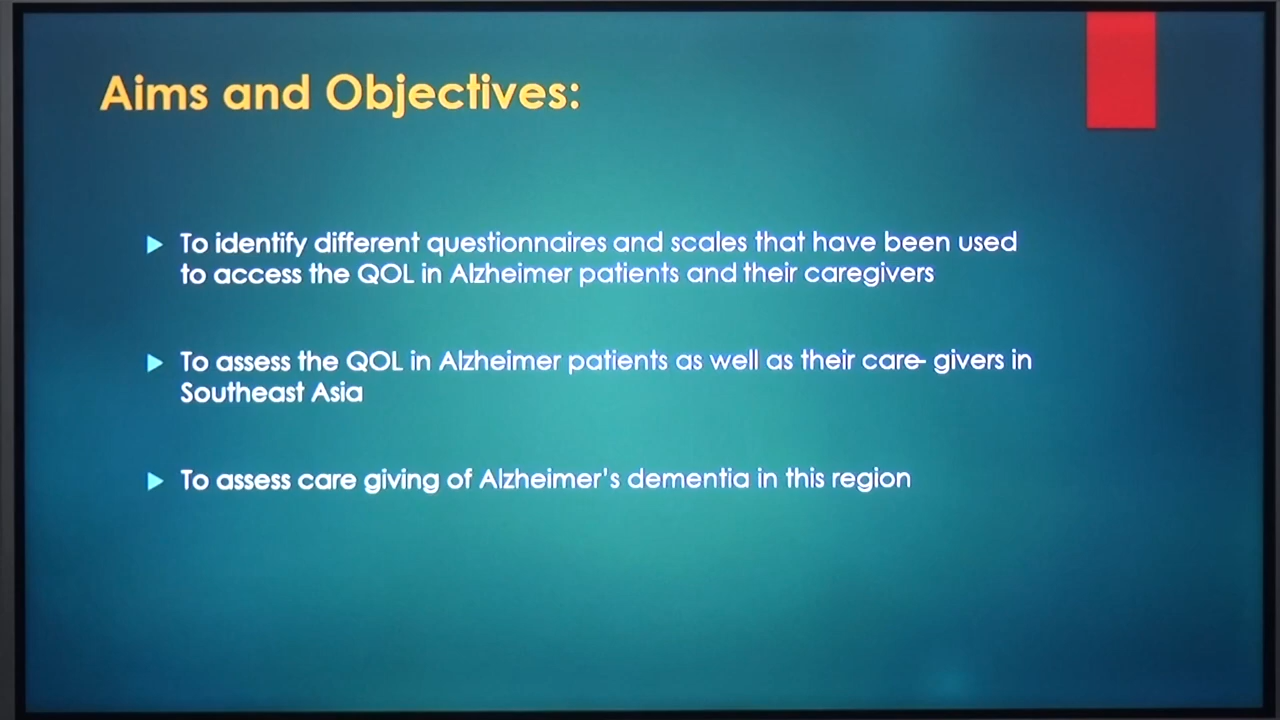 Aims and Objectives:
To identify different questionnaires and scales that have been used
to access the QOL in Alzheimer patients and their caregivers
To assess the QOL in Alzheimer patients as well as their care- givers in
Southeast Asia
To assess care giving of Alzheimer's dementia in this region